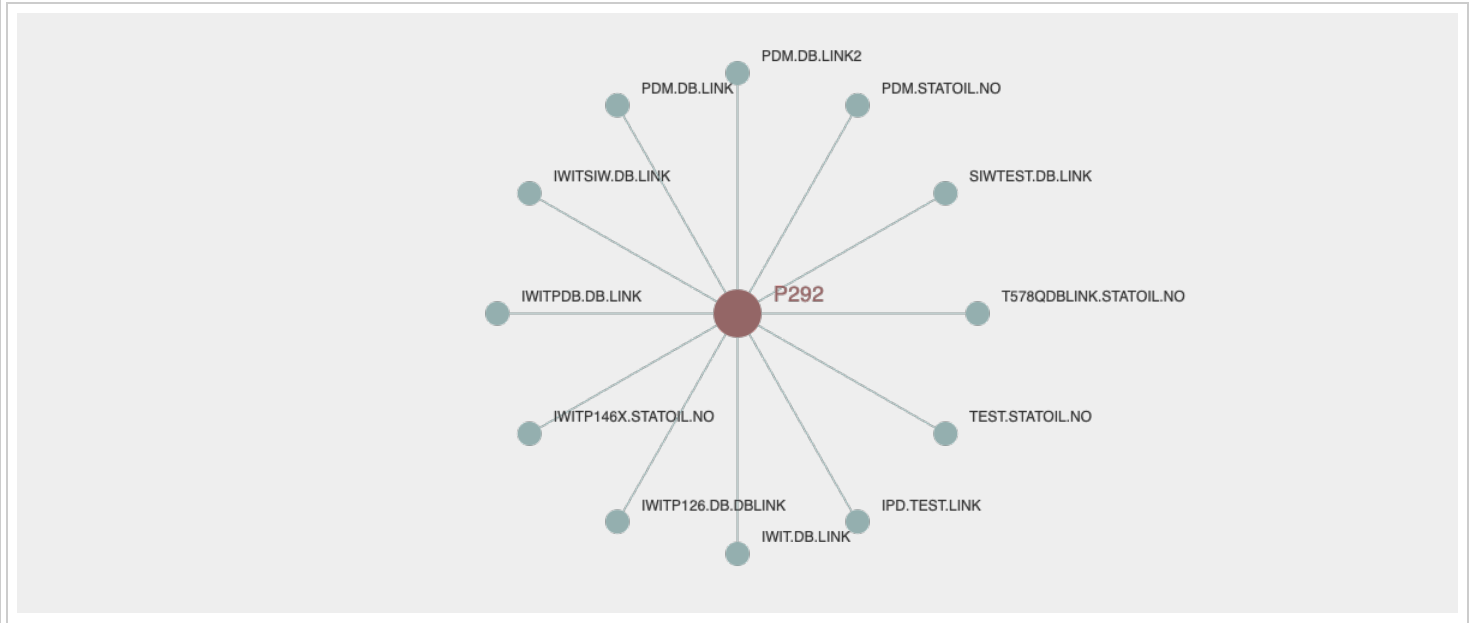 PDM.DB.LINK2
PDM.DB.LINK
PDM.STATOIL.NO
IWITSIW.DB.LINK
SIWTEST.DB.LINK
P292
IWITPDB.DB.LINK
T578QDBLINK.STATOIL.NO
IWITP146X.STATOIL.NO
TEST.STATOIL.NO
IWITP126.DB.DBLINK
IPD.TEST.LINK
IWIT.DB.LINK